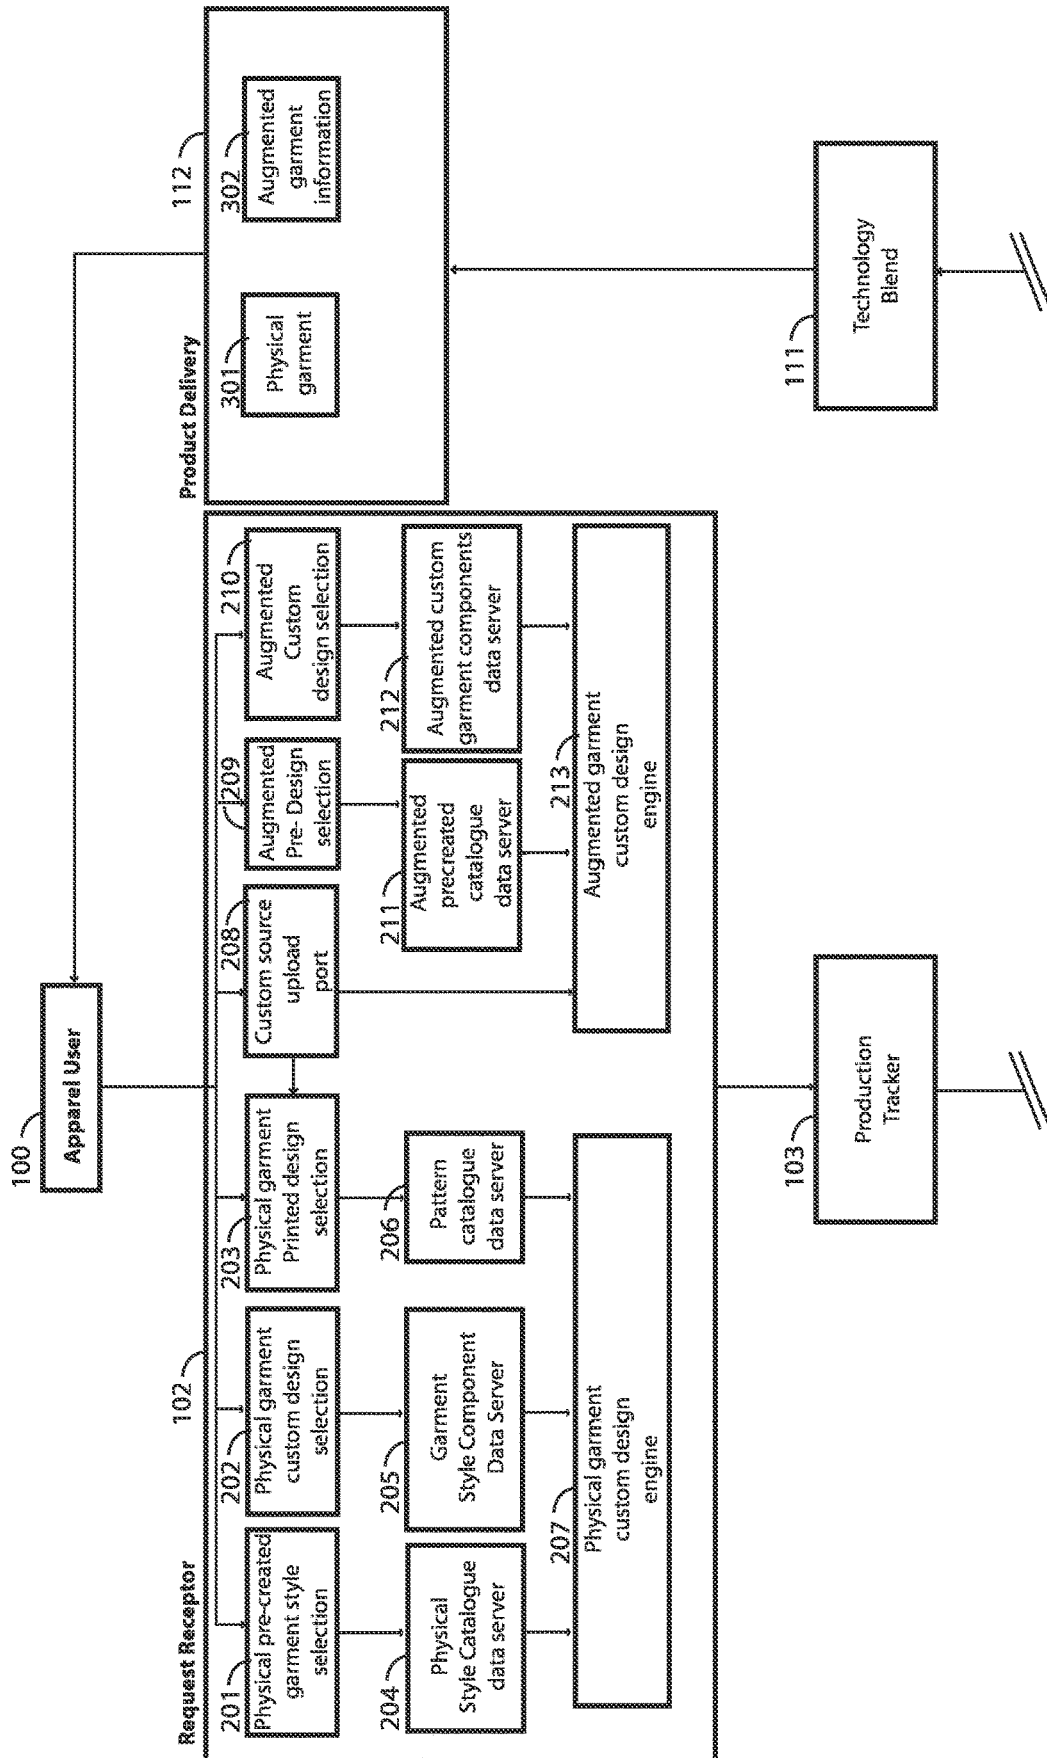 100
Apparel User
Request Receptor
102
Product Delivery
112
201
Physical pre-created
garment style
selection
202
Physical garment
custom design
selection
203
Physical garment
Printed design
selection
208
Custom source
upload
port
209
Augmented
Pre- Design
selection
210
Augmented
Custom
design selection
301
Physical
garment
302
Augmented
garment
information
204
Physical
Style Catalogue
data server
205
Garment
Style Component
Data Server
206
Pattern
catalogue
data server
211
Augmented
precreated
catalogue
data server
212
Augmented custom
garment components
data server
207
Physical garment
custom design
engine
213
Augmented garment
custom design
engine
103
Production
Tracker
111
Technology
Blend